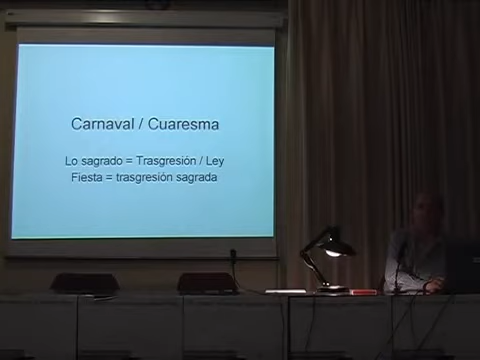 Carnaval / Cuaresma
Lo sagrado = Trasgresión / Ley
Fiesta = trasgresión sagrada